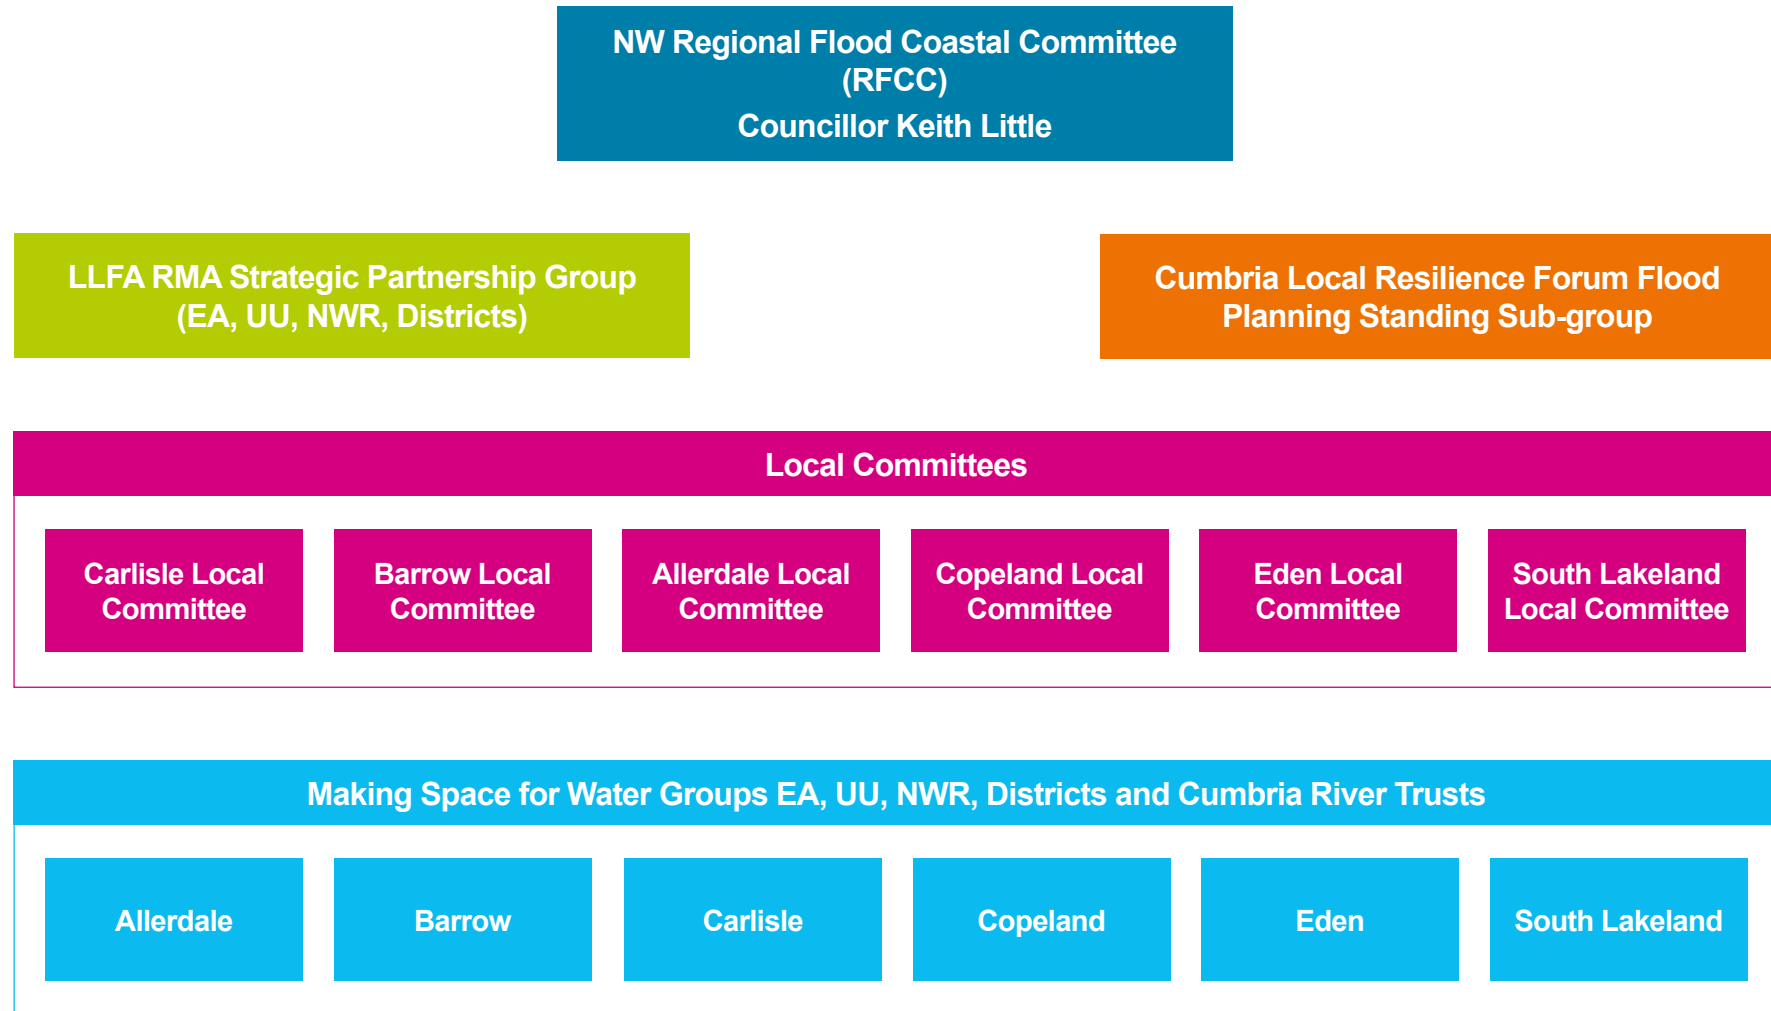 NW Regional Flood Coastal Committee
(RFCC)
Councillor Keith Little
LLFA RMA Strategic Partnership Group
(EA, UU, NWR, Districts)
Cumbria Local Resilience Forum Flood
Planning Standing Sub-group
Local Committees
Carlisle Local
Committee
Barrow Local
Committee
Allerdale Local
Committee
Copeland Local
Committee
Eden Local
Committee
South Lakeland
Local Committee
Making Space for Water Groups EA, UU, NWR, Districts and Cumbria River Trusts
Allerdale
Barrow
Carlisle
Copeland
Eden
South Lakeland